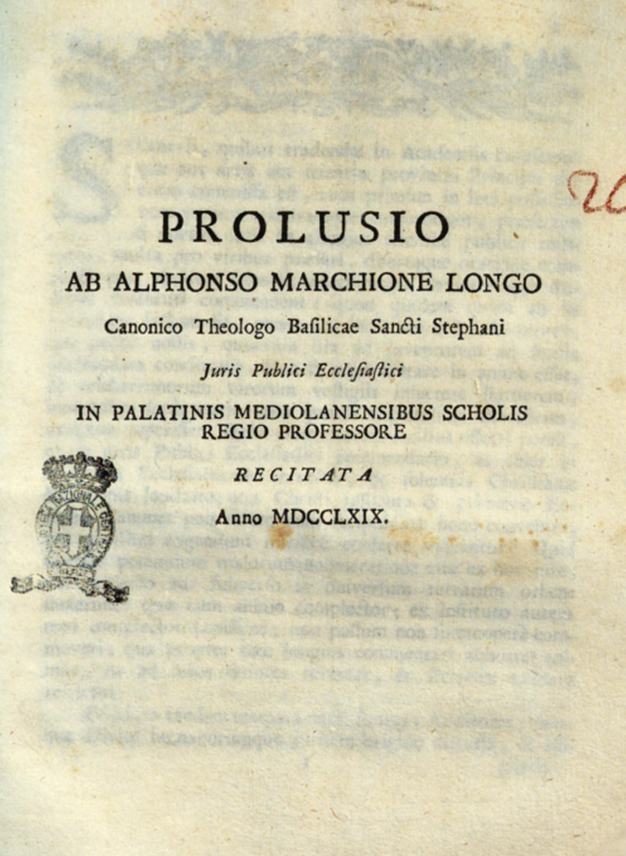 20
PROLUSIO
AB ALPHONSO MARCHIONE LONGO
Canonico Theologo Basilicae Sancti Stephani
Juris Publici Ecclesiastici
IN PALATINIS MEDIOLANENSIBUS SCHOLIS
REGIO PROFESSORE
RECITATA
Anno MDCCLXIX.